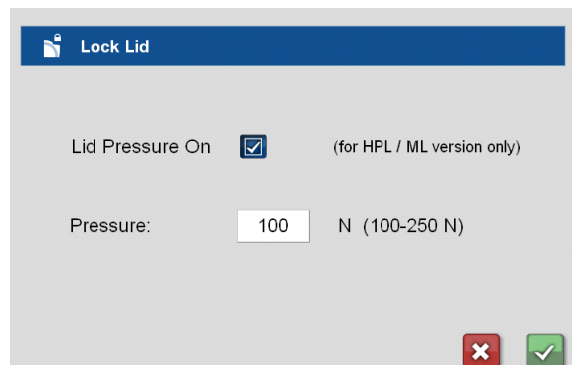 Lock Lid
Lid Pressure On (for HPL / ML version only)
Pressure: 100 N (100-250 N)